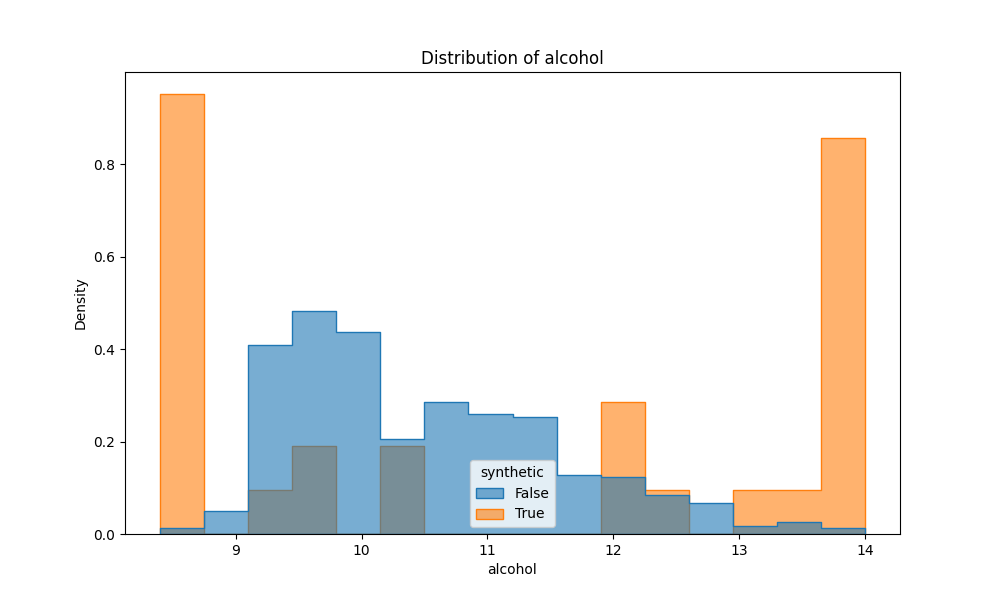 Distribution of alcohol
Density
0.8
0.6
0.4
0.2
0.0
synthetic
False
True
9 10 11 12 13 14
alcohol